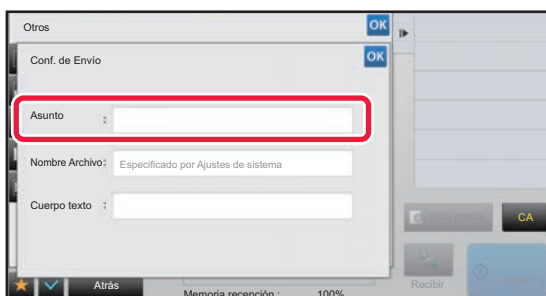 Otros
OK
Conf. de Envío
OK
Asunto :
Nombre Archivo: Especificado por Ajustes de sistema
Cuerpo texto :
CA
Atrás
Memoria recepción : 100%
Recibir